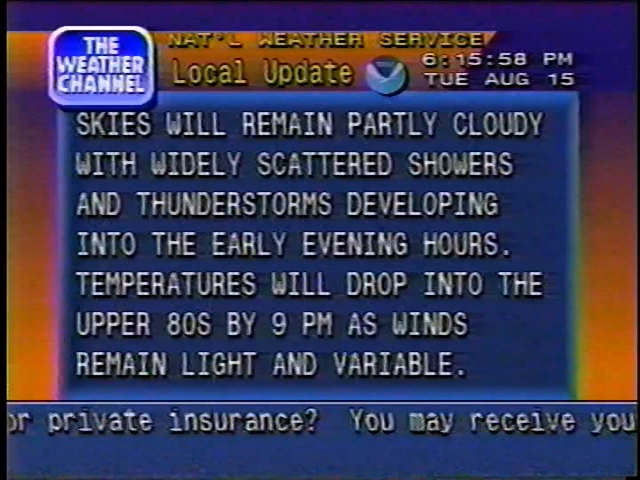 THE
WEATHER
CHANNEL
NAT'L WEATHER SERVICE
Local Update
6:15:58 PM
TUE AUG 15
SKIES WILL REMAIN PARTLY CLOUDY
WITH WIDELY SCATTERED SHOWERS
AND THUNDERSTORMS DEVELOPING
INTO THE EARLY EVENING HOURS.
TEMPERATURES WILL DROP INTO THE
UPPER 80S BY 9 PM AS WINDS
REMAIN LIGHT AND VARIABLE.
or private insurance? You may receive you